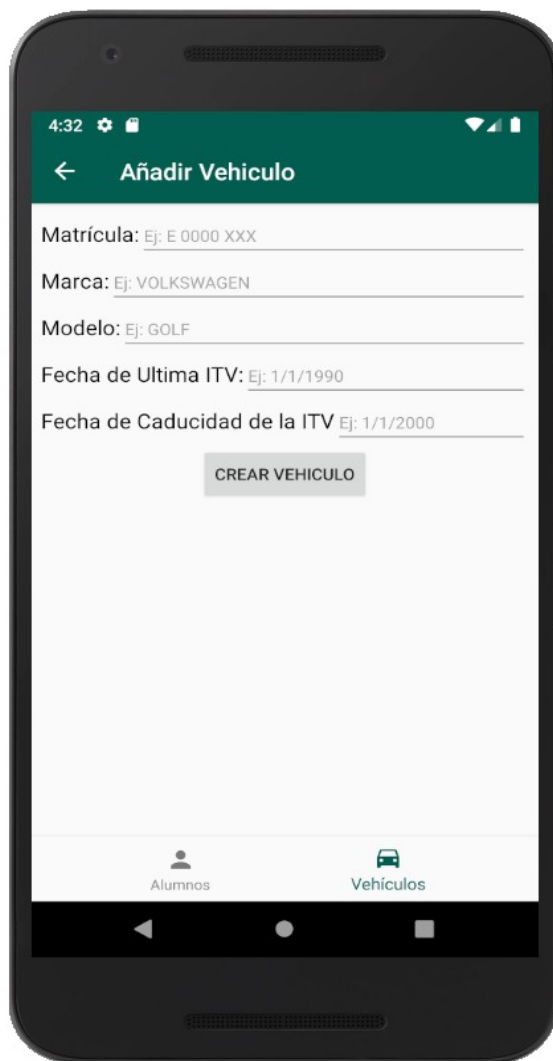 4:32
Añadir Vehiculo
Matrícula: Ej: E 0000 XXX
Marca: Ej: VOLKSWAGEN
Modelo: Ej: GOLF
Fecha de Ultima ITV: Ej: 1/1/1990
Fecha de Caducidad de la ITV Ej: 1/1/2000
CREAR VEHICULO
Alumnos Vehículos